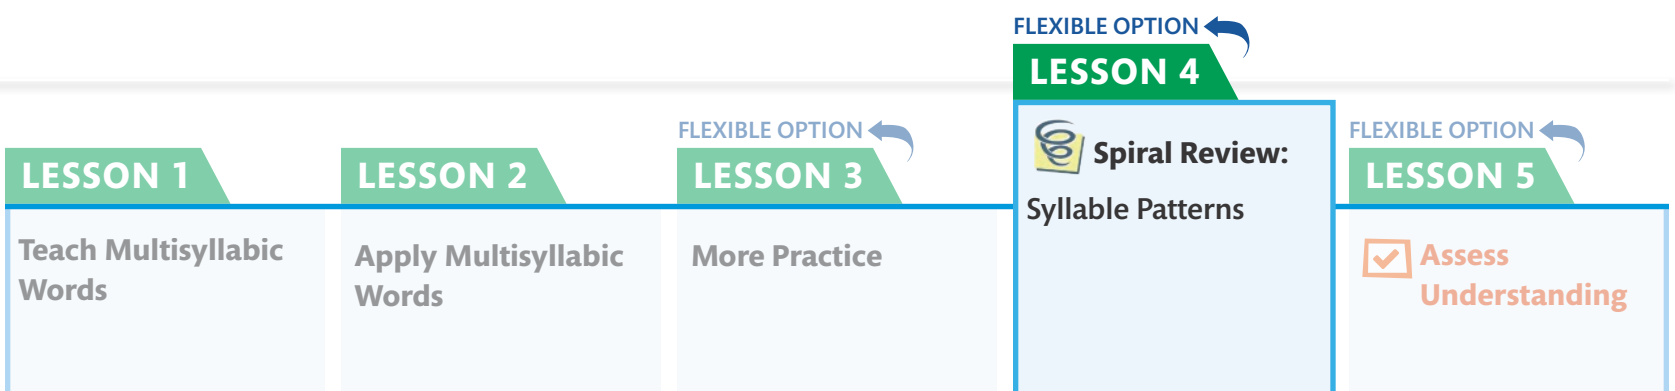 LESSON 1
Teach Multisyllabic
Words
LESSON 2
Apply Multisyllabic
Words
FLEXIBLE OPTION
LESSON 3
More Practice
FLEXIBLE OPTION
LESSON 4
Spiral Review:
Syllable Patterns
FLEXIBLE OPTION
LESSON 5
Assess
Understanding